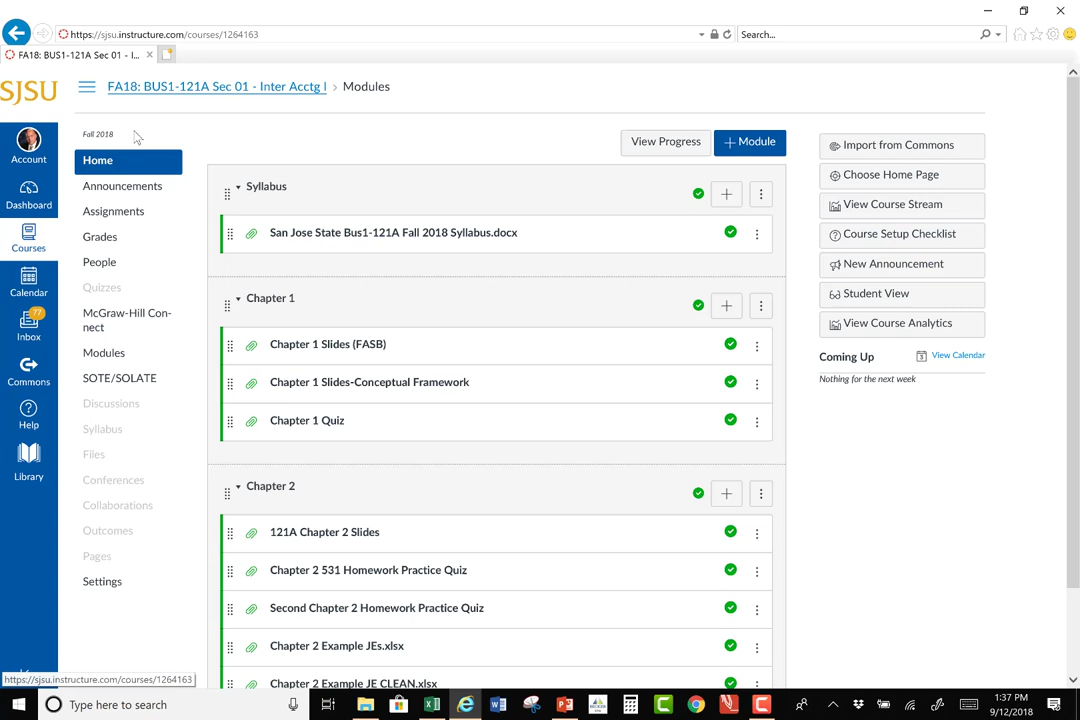 https://sjsu.instructure.com/courses/1264163
Search...
FA18: BUS1-121A Sec 01 - I...
SJSU
FA18: BUS1-121A Sec 01 - Inter Acctg I > Modules
Account
Dashboard
Courses
Calendar
77
Inbox
Commons
Help
Library
Fall 2018
Home
Announcements
Assignments
Grades
People
Quizzes
McGraw-Hill Con-
nect
Modules
SOTE/SOLATE
Discussions
Syllabus
Files
Conferences
Collaborations
Outcomes
Pages
Settings
View Progress
+ Module
Syllabus
San Jose State Bus1-121A Fall 2018 Syllabus.docx
Chapter 1
Chapter 1 Slides (FASB)
Chapter 1 Slides-Conceptual Framework
Chapter 1 Quiz
Chapter 2
121A Chapter 2 Slides
Chapter 2 531 Homework Practice Quiz
Second Chapter 2 Homework Practice Quiz
Chapter 2 Example JEs.xlsx
Chapter 2 Example JE CLEAN.xlsx
Import from Commons
Choose Home Page
View Course Stream
Course Setup Checklist
New Announcement
Student View
View Course Analytics
Coming Up
3
View Calendar
Nothing for the next week
https://sjsu.instructure.com/courses/1264163
Type here to search
1:37 PM
9/12/2018